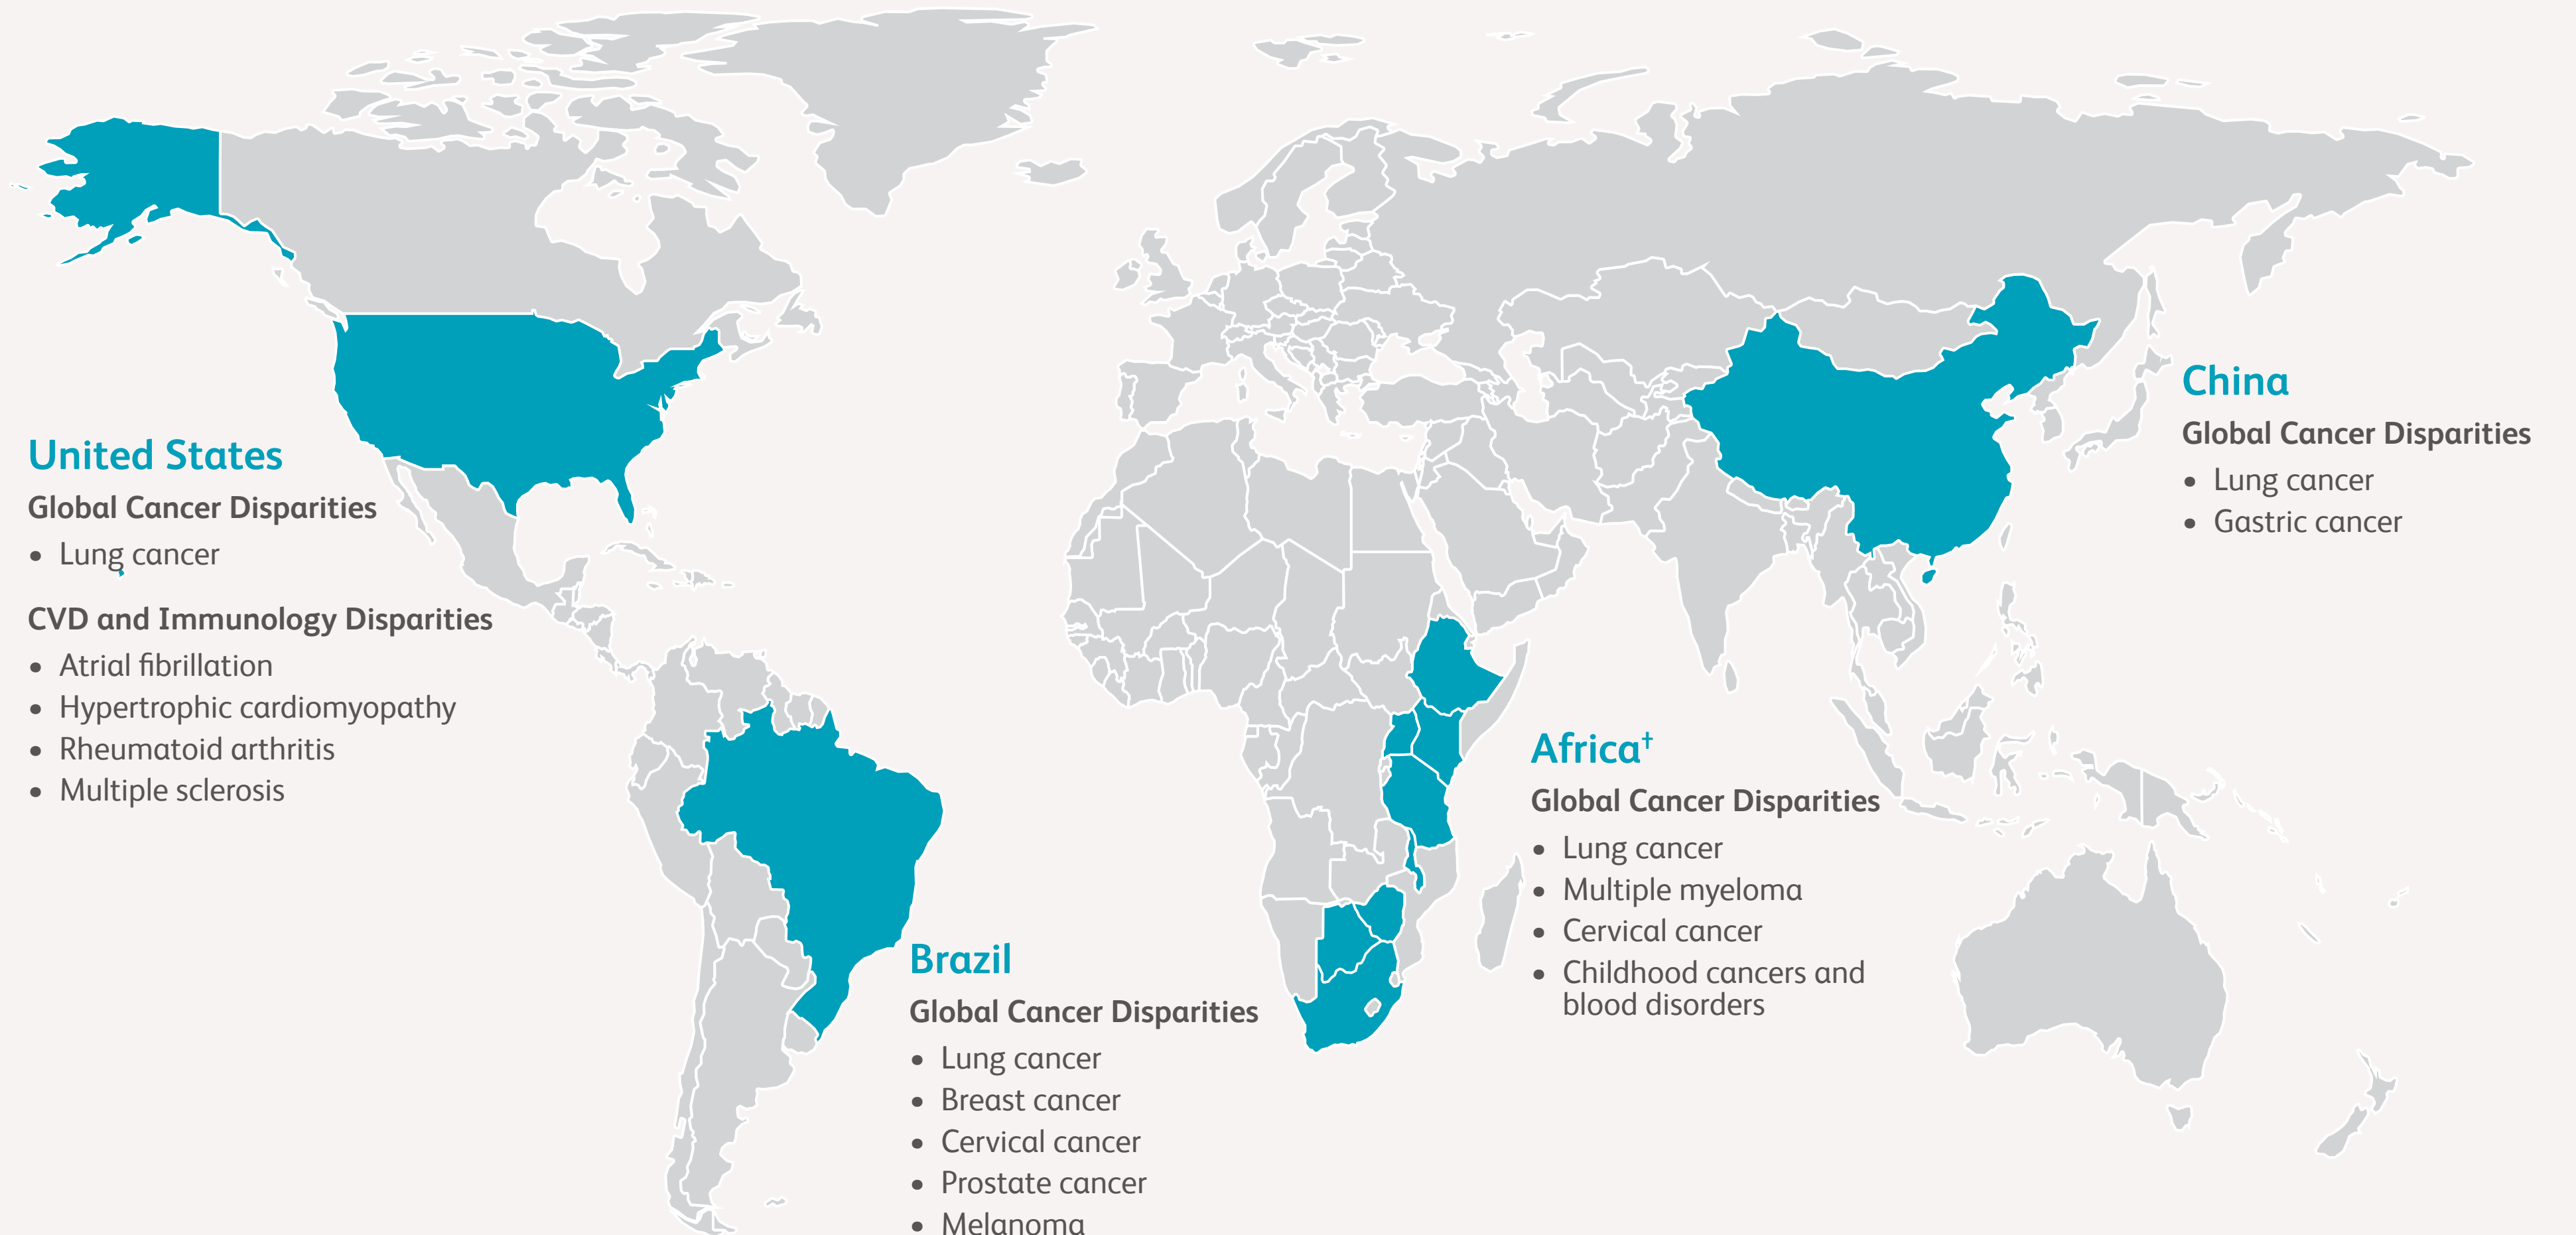 United States
Global Cancer Disparities
• Lung cancer
CVD and Immunology Disparities
• Atrial fibrillation
• Hypertrophic cardiomyopathy
• Rheumatoid arthritis
• Multiple sclerosis
Brazil
Global Cancer Disparities
• Lung cancer
• Breast cancer
• Cervical cancer
• Prostate cancer
• Melanoma
Africa†
Global Cancer Disparities
• Lung cancer
• Multiple myeloma
• Cervical cancer
• Childhood cancers and
blood disorders
China
Global Cancer Disparities
• Lung cancer
• Gastric cancer